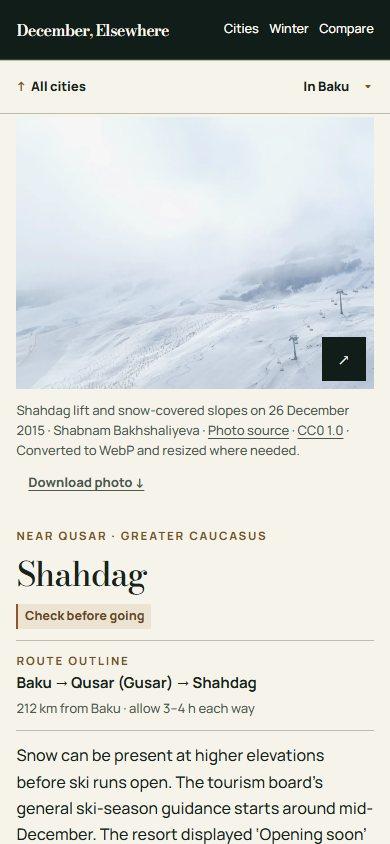 December, Elsewhere
Cities Winter Compare
↑ All cities
In Baku
↗
Shahdag lift and snow-covered slopes on 26 December
2015 · Shabnam Bakhshaliyeva · Photo source · CC0 1.0 ·
Converted to WebP and resized where needed.
Download photo ↓
NEAR QUSAR · GREATER CAUCASUS
Shahdag
Check before going
ROUTE OUTLINE
Baku → Qusar (Gusar) → Shahdag
212 km from Baku · allow 3–4 h each way
Snow can be present at higher elevations
before ski runs open. The tourism board’s
general ski-season guidance starts around mid-
December. The resort displayed ‘Opening soon’